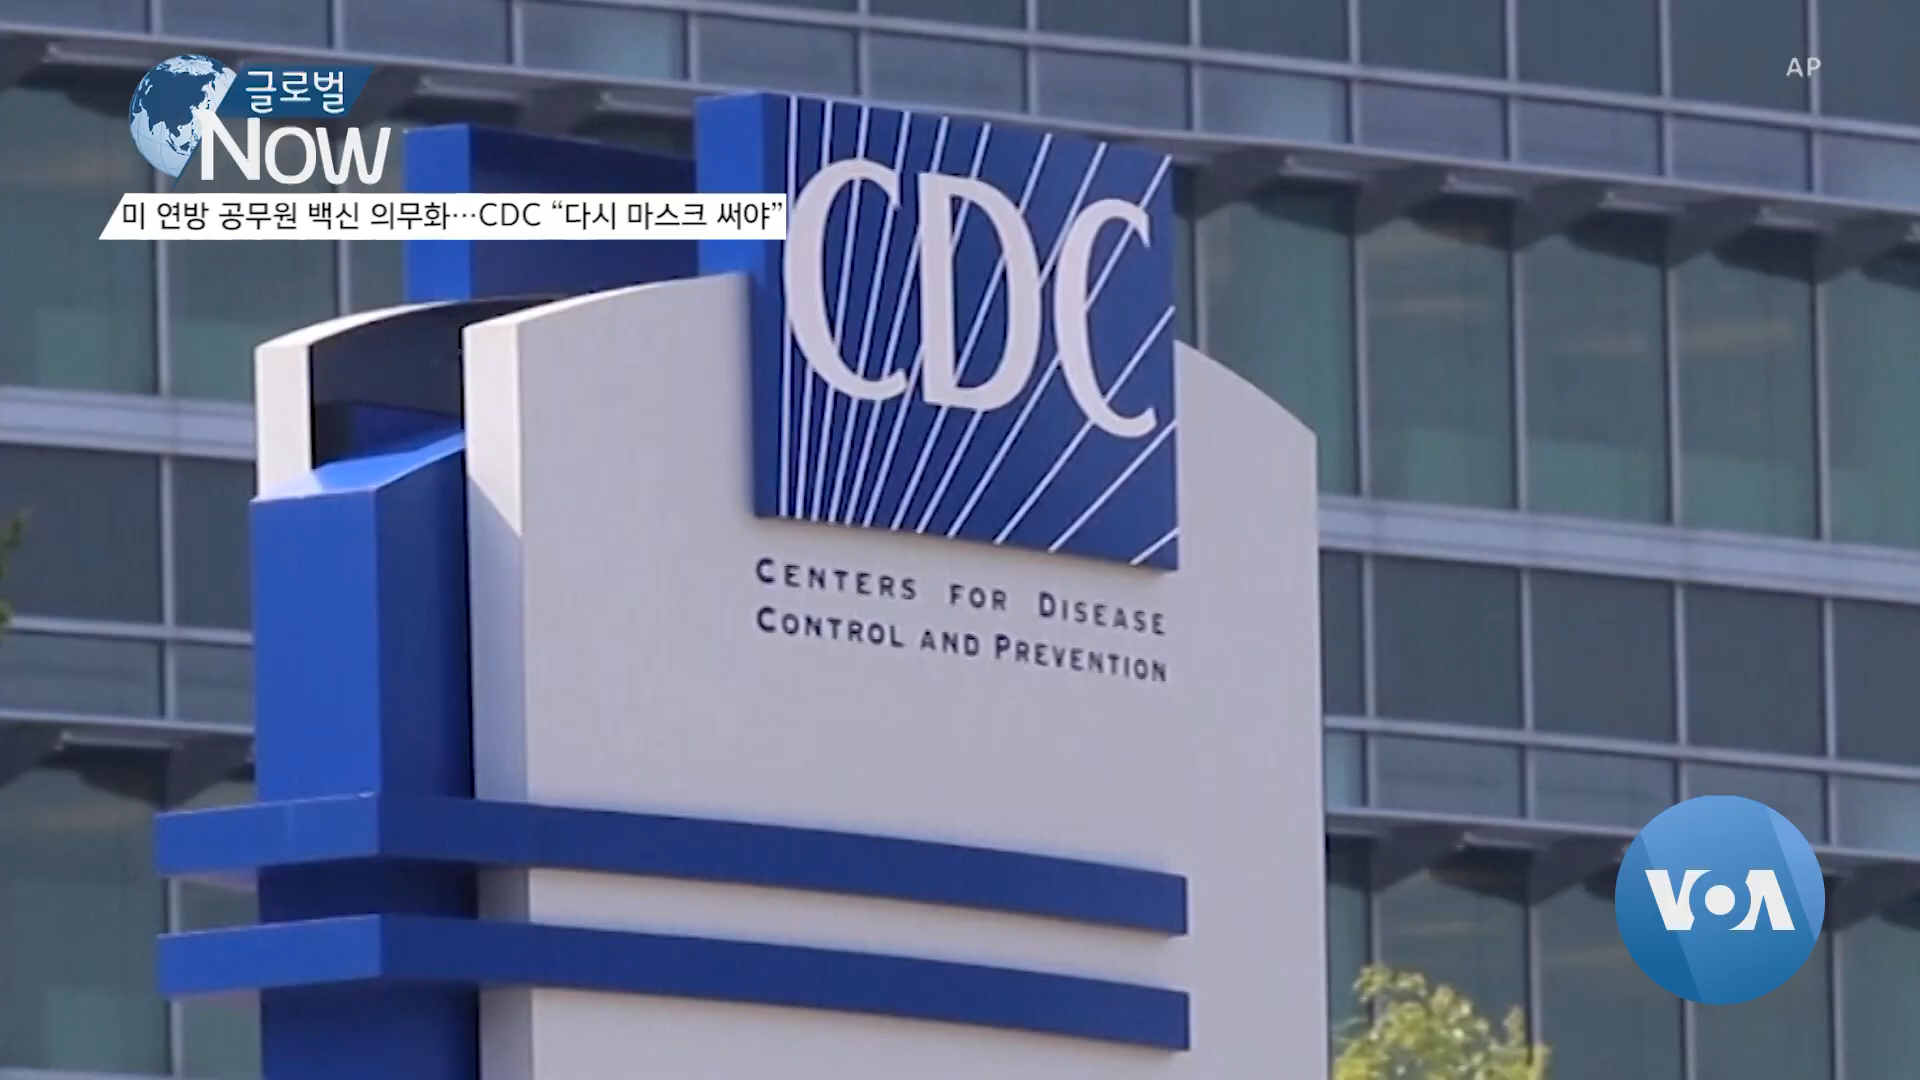 글로벌
Now
미 연방 공무원 백신 의무화…CDC “다시 마스크 써야”
AP
CDC
CENTERS FOR DISEASE
CONTROL AND PREVENTION
VOA